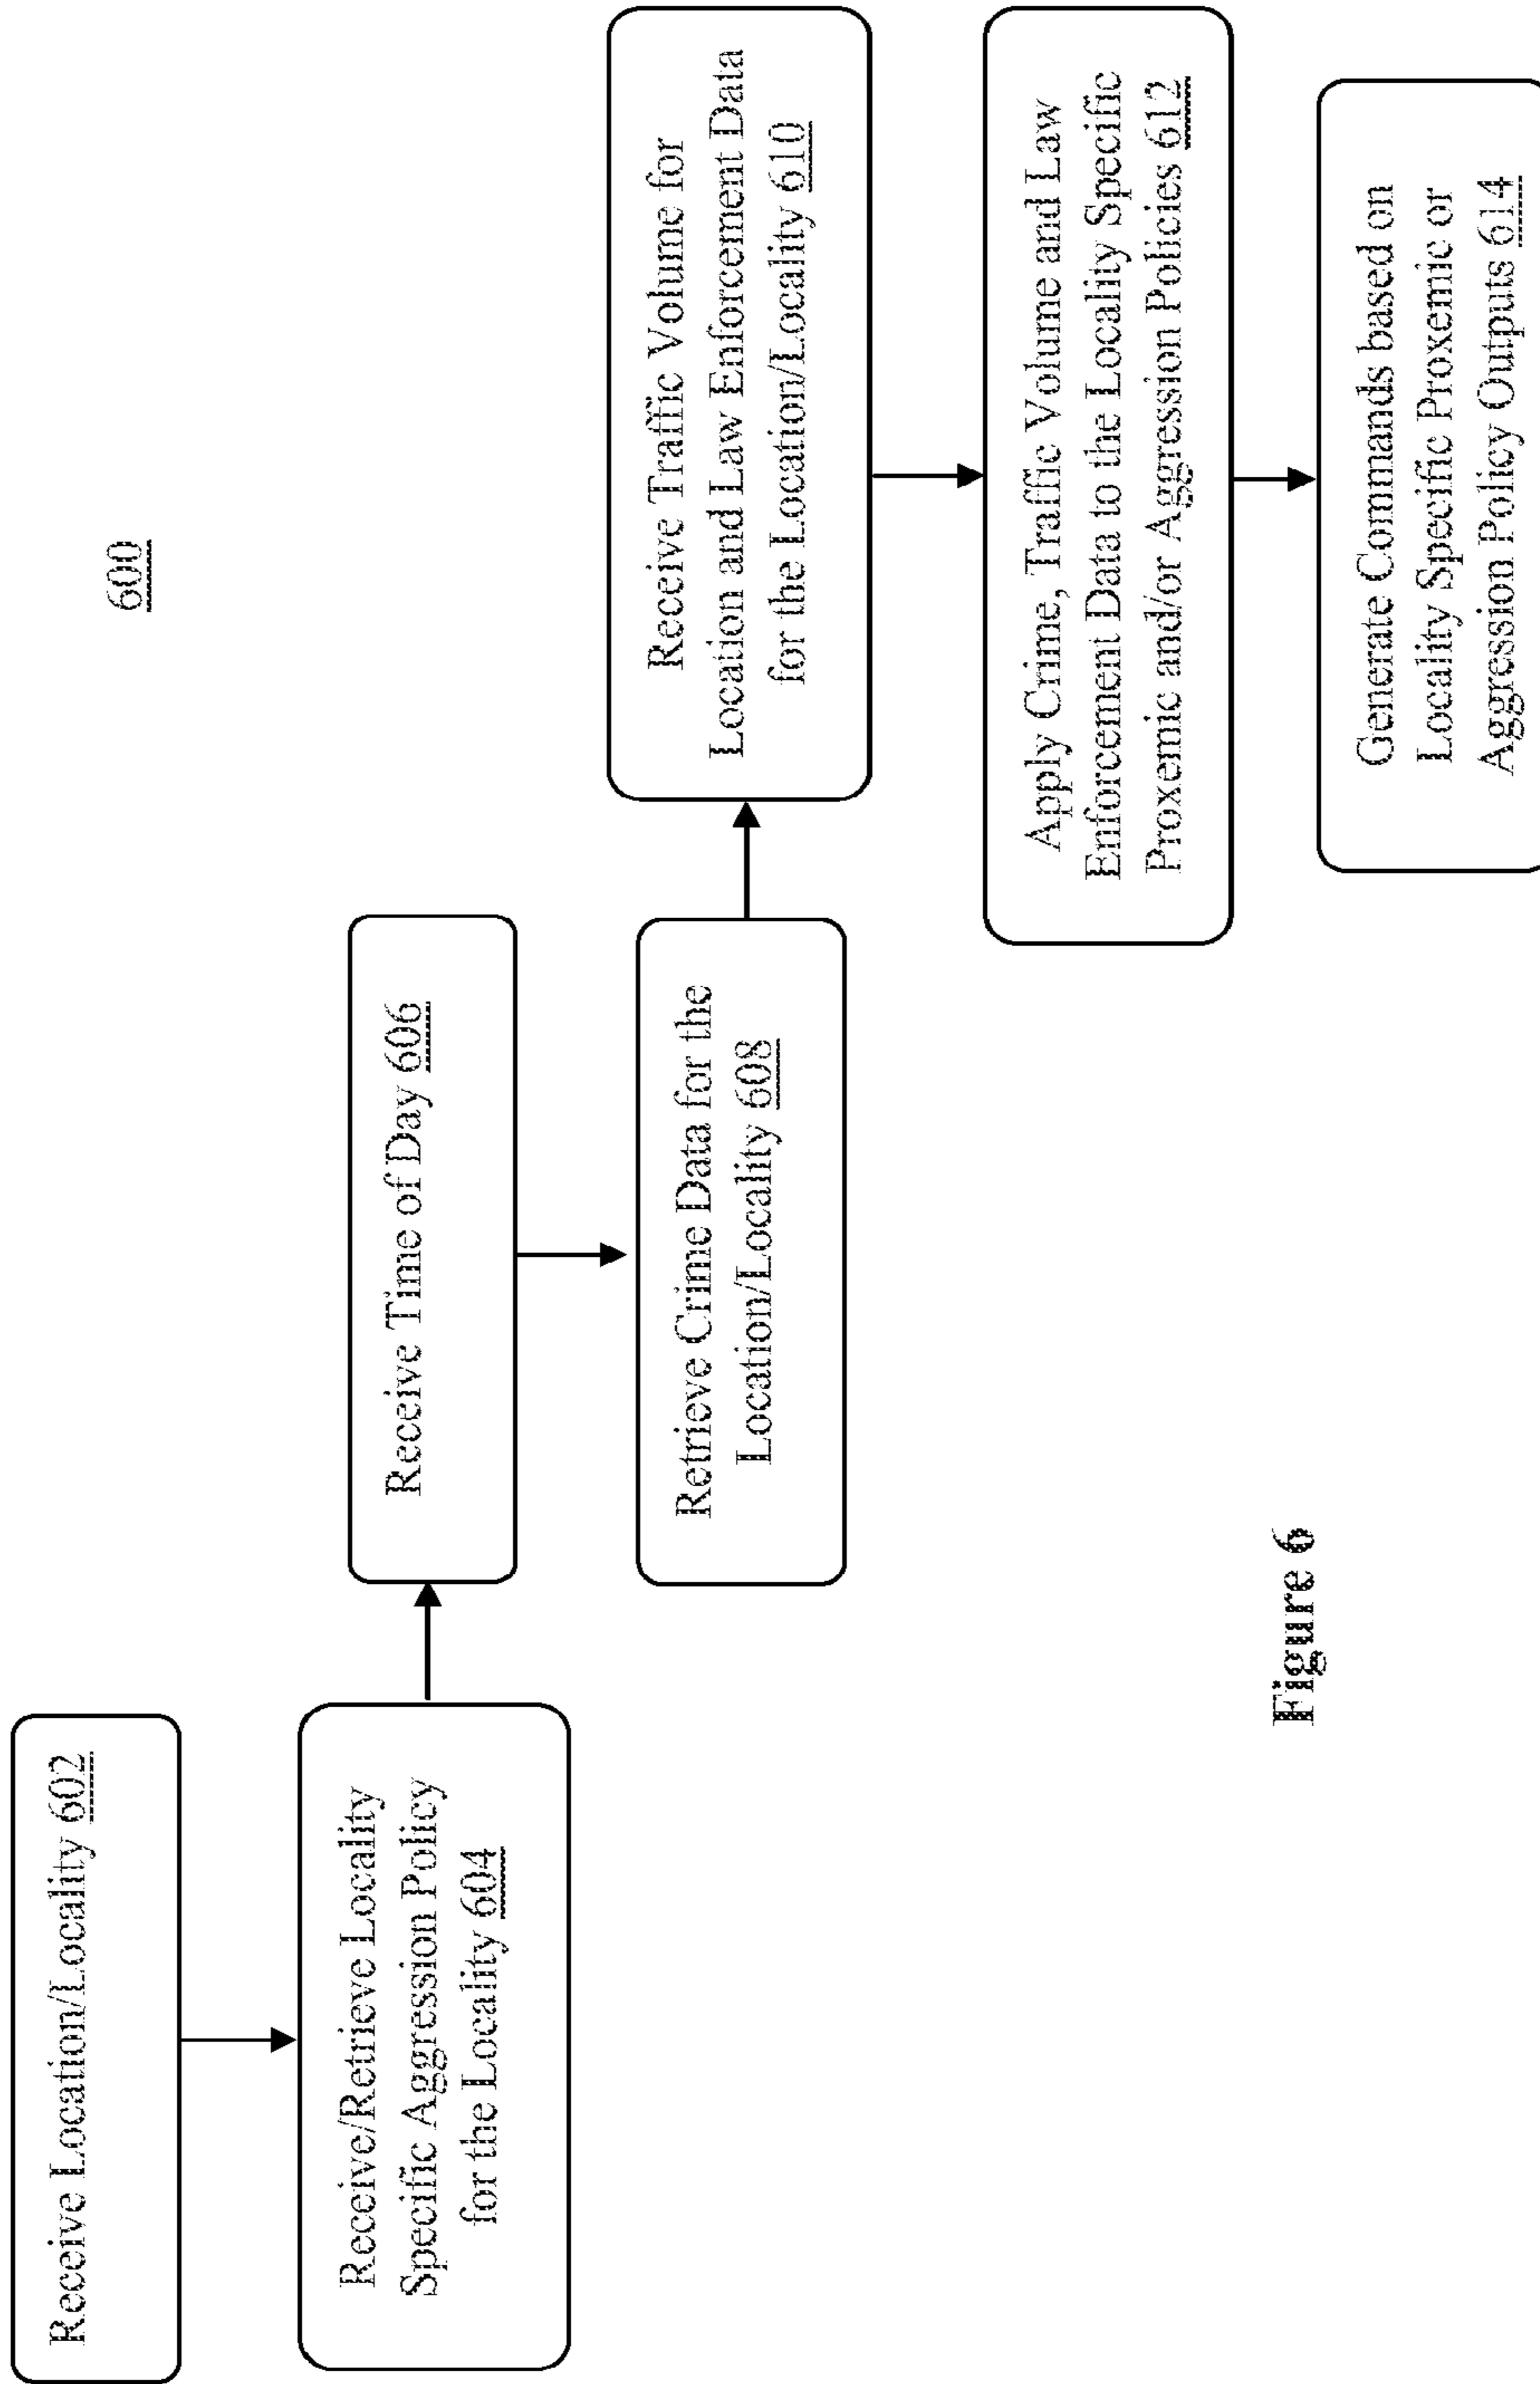 600
Receive Location/Locality 602
Receive/Retrieve Locality
Specific Aggression Policy
for the Locality 604
Receive Time of Day 606
Retrieve Crime Data for the
Location/Locality 608
Receive Traffic Volume for
Location and Law Enforcement Data
for the Location/Locality 610
Apply Crime, Traffic Volume and Law
Enforcement Data to the Locality Specific
Proxemic and/or Aggression Policies 612
Generate Commands based on
Locality Specific Proxemic or
Aggression Policy Outputs 614
Figure 6